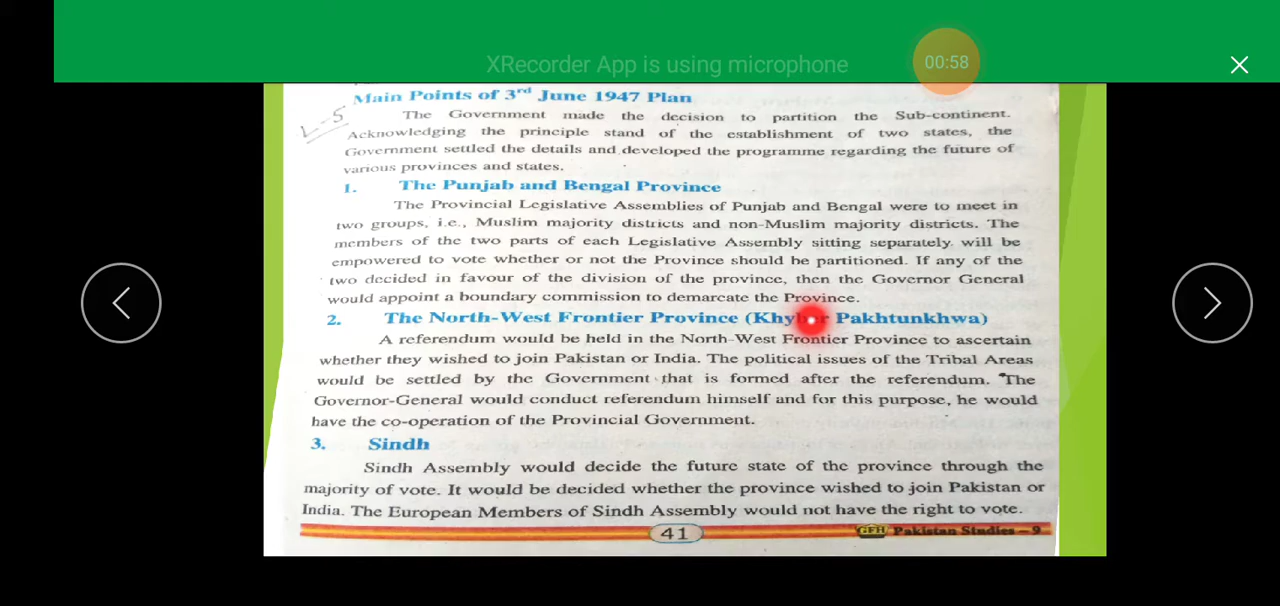 XRecorder App is using microphone
00:58
L-5
Main Points of 3rd June 1947 Plan
The Government made the decision to partition the Sub-continent.
Acknowledging the principle stand of the establishment of two states, the
Government settled the details and developed the programme regarding the future of
various provinces and states.
1. The Punjab and Bengal Province
The Provincial Legislative Assemblies of Punjab and Bengal were to meet in
two groups, i.e., Muslim majority districts and non-Muslim majority districts. The
members of the two parts of each Legislative Assembly sitting separately will be
empowered to vote whether or not the Province should be partitioned. If any of the
two decided in favour of the division of the province, then the Governor General
would appoint a boundary commission to demarcate the Province.
2. The North-West Frontier Province (Khyber Pakhtunkhwa)
A referendum would be held in the North-West Frontier Province to ascertain
whether they wished to join Pakistan or India. The political issues of the Tribal Areas
would be settled by the Government that is formed after the referendum. The
Governor-General would conduct referendum himself and for this purpose, he would
have the co-operation of the Provincial Government.
3. Sindh
Sindh Assembly would decide the future state of the province through the
majority of vote. It would be decided whether the province wished to join Pakistan or
India. The European Members of Sindh Assembly would not have the right to vote.
41
GFH Pakistan Studies – 9